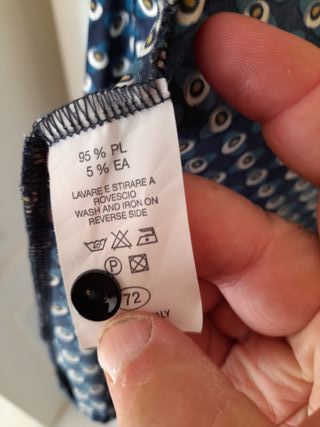 95 % PL
5 % EA
LAVARE E STIRARE A
ROVESCIO
WASH AND IRON ON
REVERSE SIDE
P
72